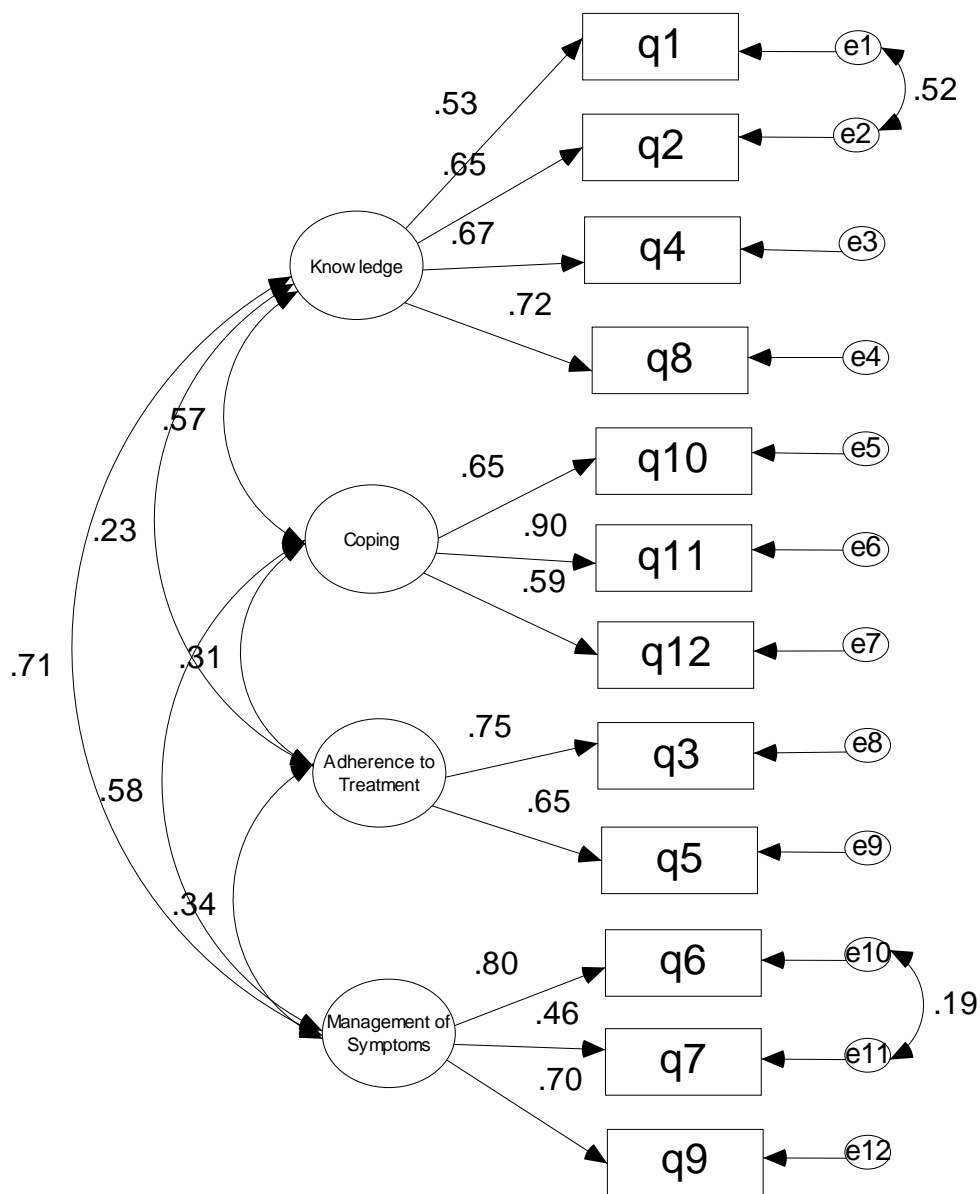 q1
e1
.53
.52
q2
e2
.65
.67
q4
e3
Knowledge
.72
q8
e4
.57
.65
q10
e5
.23
.90
Coping
q11
e6
.59
q12
e7
.31
.71
.75
q3
e8
Adherence to
Treatment
.58
.65
q5
e9
.34
.80
q6
e10
.19
.46
Management of
Symptoms
q7
e11
.70
q9
e12